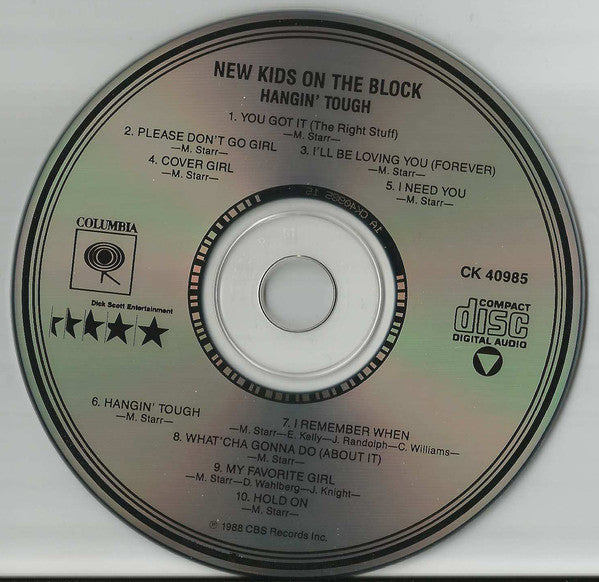 NEW KIDS ON THE BLOCK
HANGIN' TOUGH
1. YOU GOT IT (The Right Stuff)
—M. Starr—
2. PLEASE DON'T GO GIRL
—M. Starr—
3. I'LL BE LOVING YOU (FOREVER)
—M. Starr—
4. COVER GIRL
—M. Starr—
5. I NEED YOU
—M. Starr—
COLUMBIA
Dick Scott Entertainment
CK 40985
COMPACT
disc
DIGITAL AUDIO
6. HANGIN' TOUGH
—M. Starr—
7. I REMEMBER WHEN
—M. Starr—E. Kelly—J. Randolph—C. Williams—
8. WHAT'CHA GONNA DO (ABOUT IT)
—M. Starr—
9. MY FAVORITE GIRL
—M. Starr—D. Wahlberg—J. Knight—
10. HOLD ON
—M. Starr—
℗ 1988 CBS Records Inc.